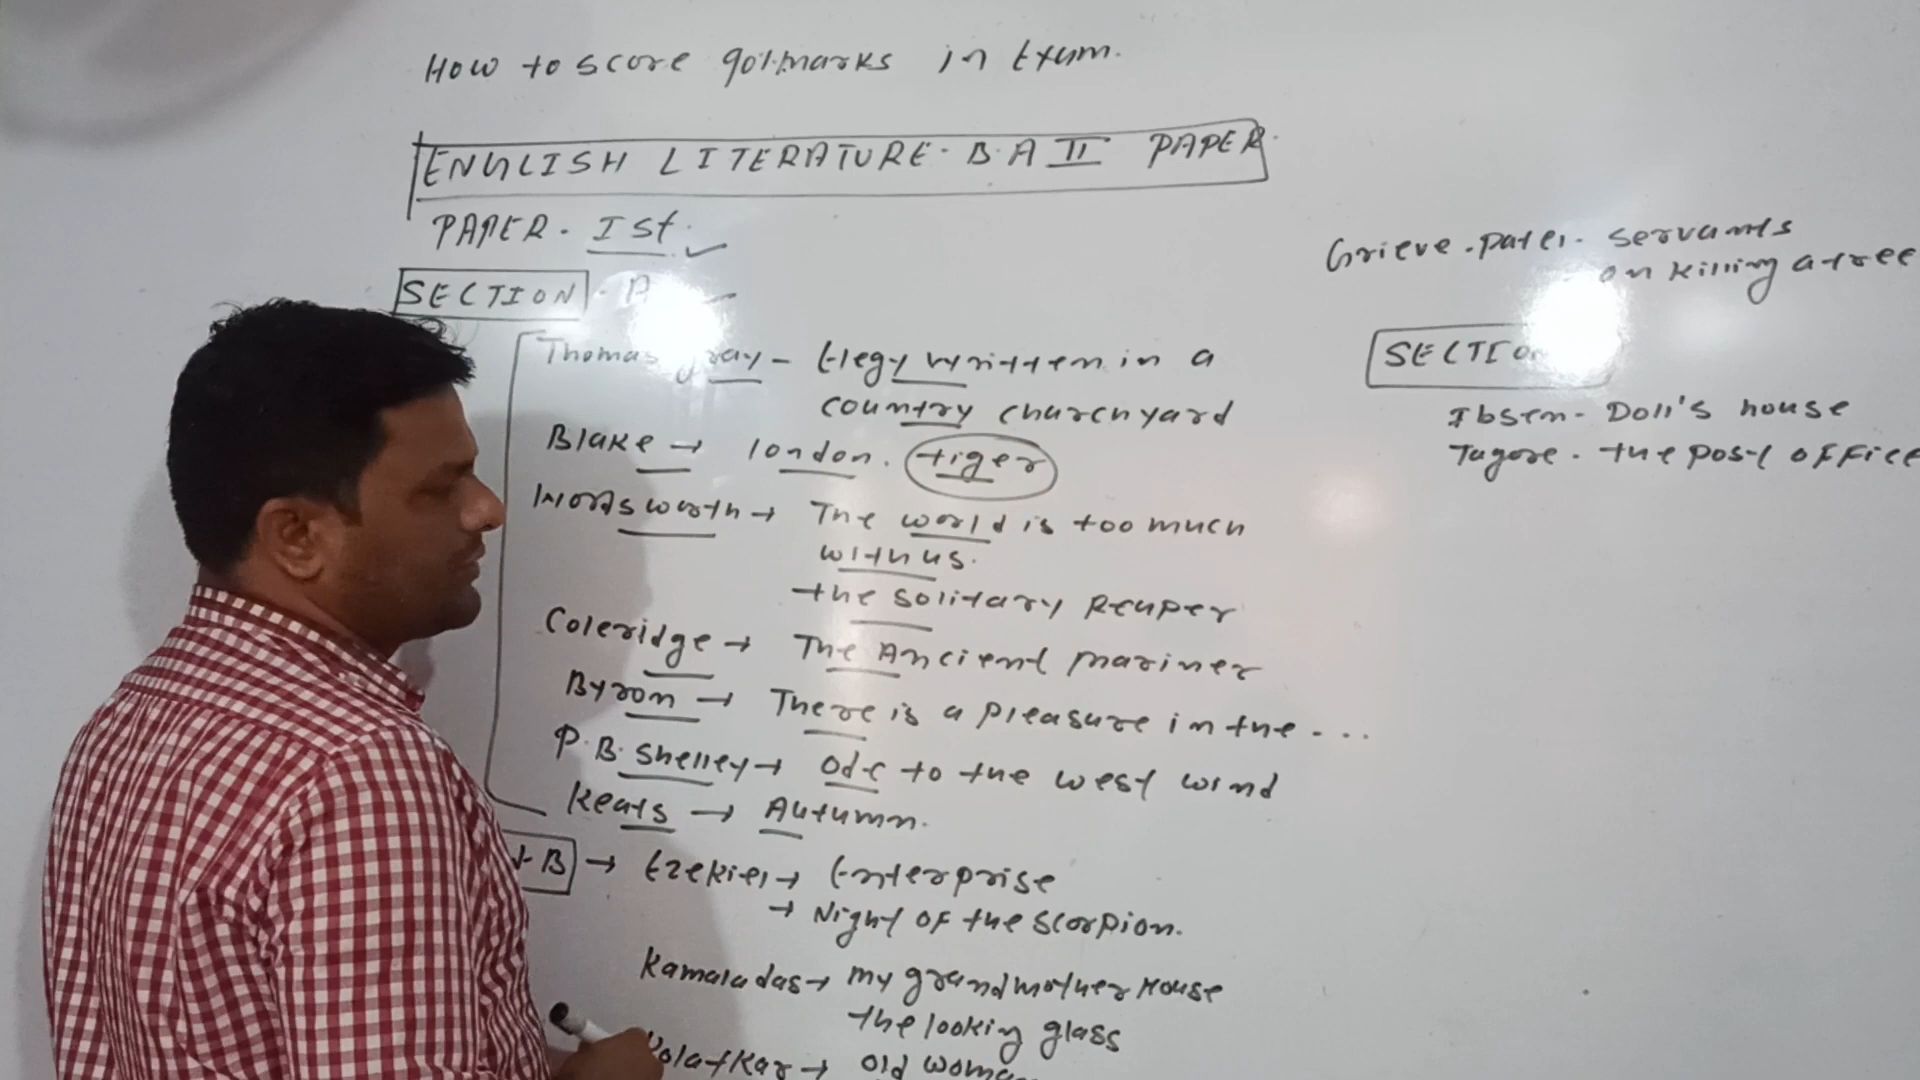 How to score 90% marks in Exam.
ENGLISH LITERATURE. B.A II PAPER.
PAPER. Ist.
SECTION. A
Thomas gray - Elegy written in a
country churchyard
Blake → london. tiger
Wordsworth → The world is too much
with us.
the solitary Reaper
Coleridge → The Ancient mariner
Byron → There is a pleasure in the ...
P.B. Shelley → Ode to the west wind
Keats → Autumn.
B → Ezekiel → Enterprise
→ Night of the Scorpion.
Kamaladas → my grandmother House
the looking glass
Kolatkar → old woman
Grieve. patel. servants
on killing a tree
SECTION
Ibsen - Doll's house
Tagore. the post office